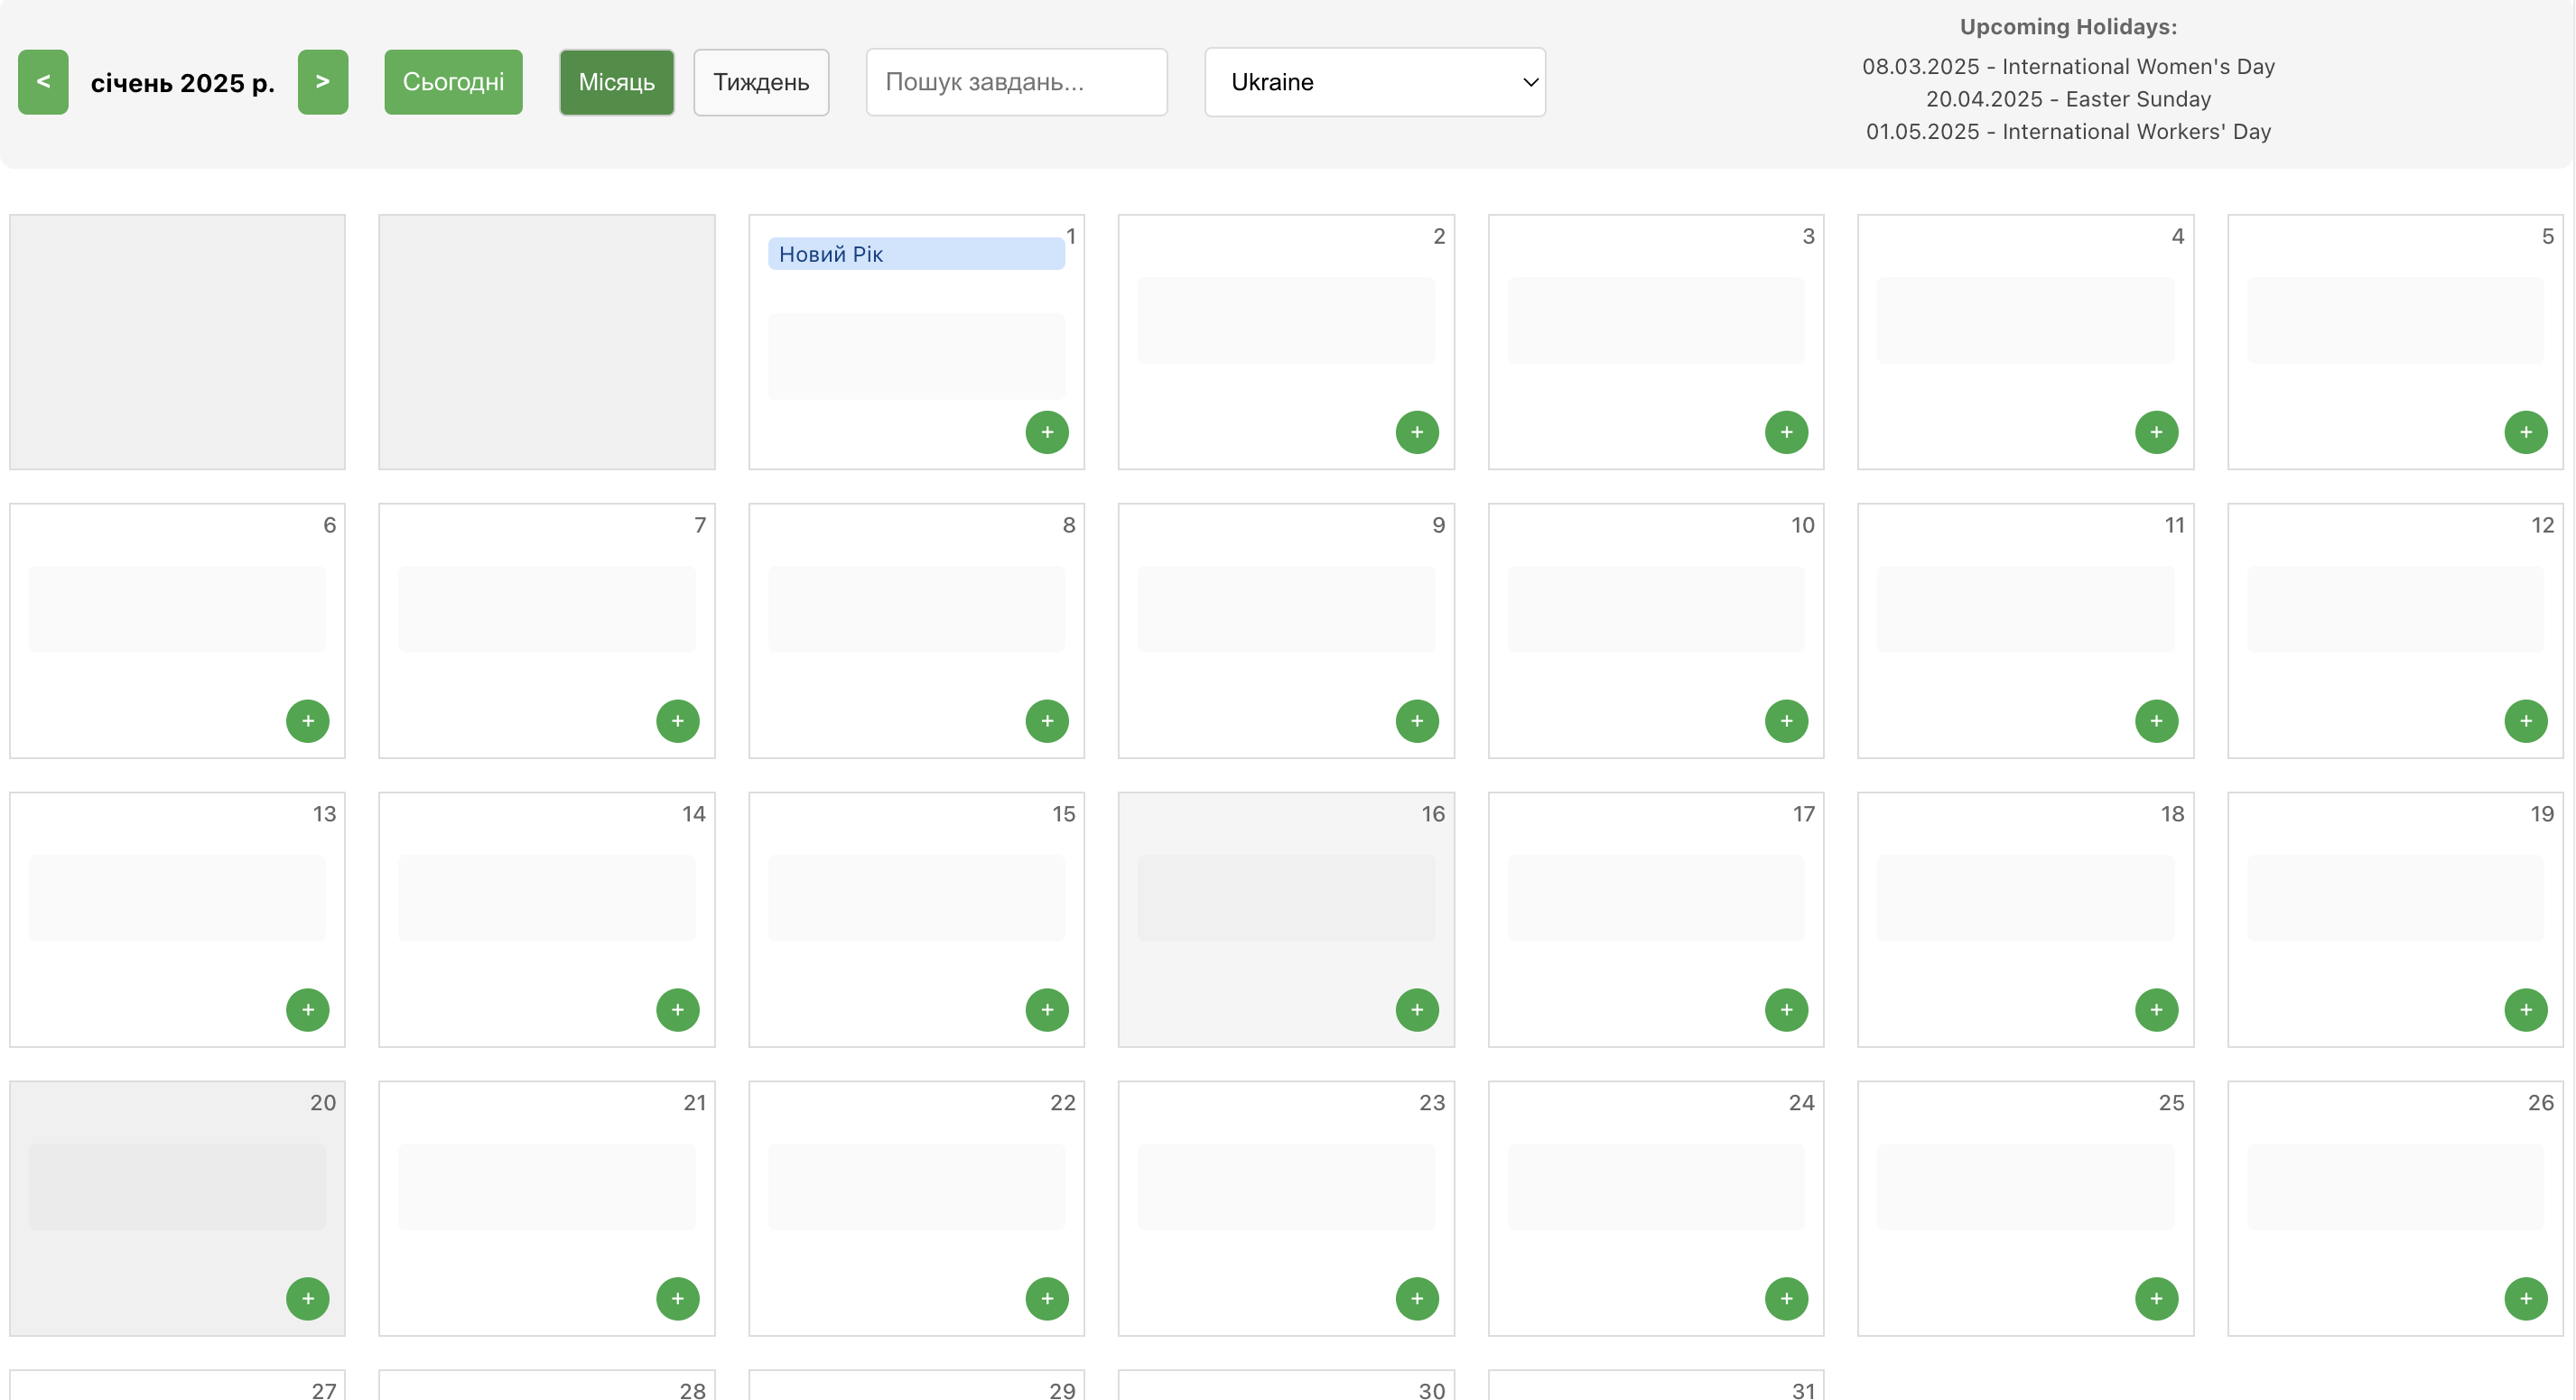 Upcoming Holidays:
< січень 2025 р. > Сьогодні Місяць Тиждень Пошук завдань... Ukraine
08.03.2025 - International Women's Day
20.04.2025 - Easter Sunday
01.05.2025 - International Workers' Day
1 2 3 4 5
Новий Рік
+ + + + +
6 7 8 9 10 11 12
+ + + + + + +
13 14 15 16 17 18 19
+ + + + + + +
20 21 22 23 24 25 26
+ + + + + + +
27 28 29 30 31